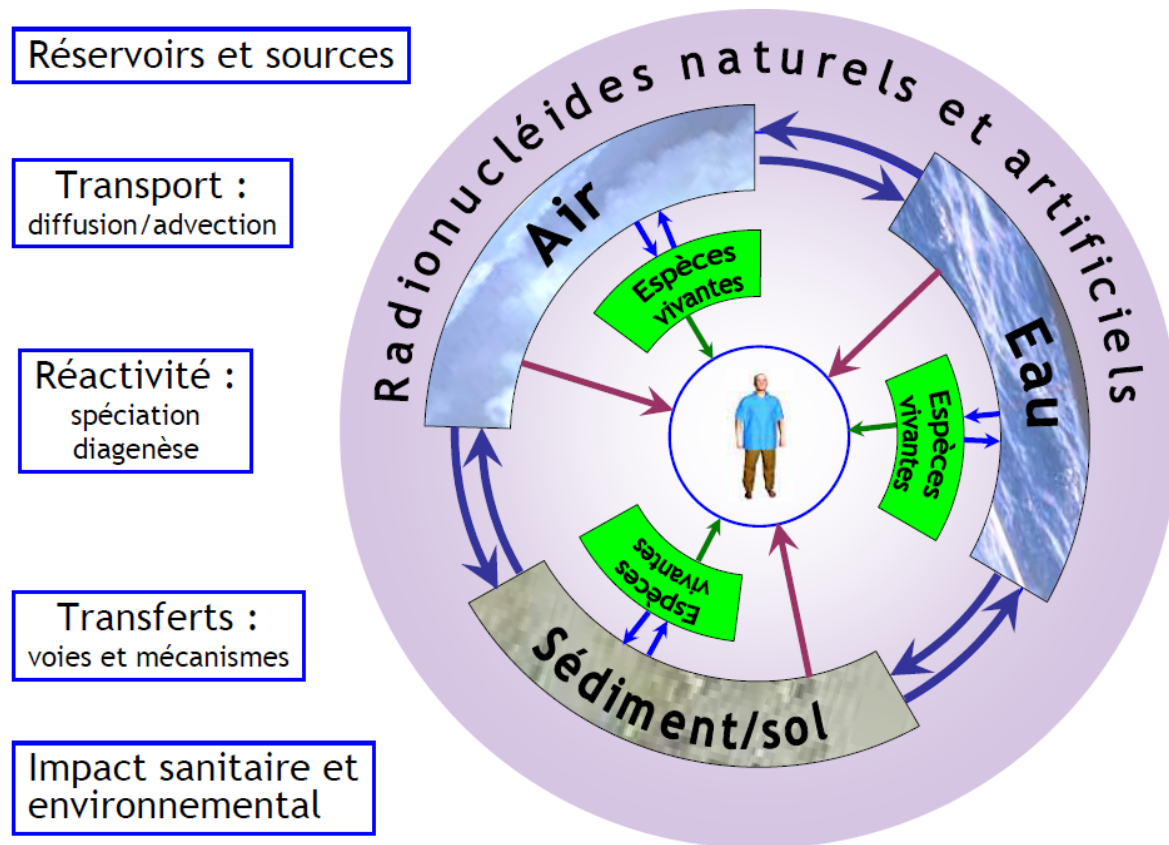 Réservoirs et sources
Transport :
diffusion/advection
Réactivité :
spéciation
diagenèse
Transferts :
voies et mécanismes
Impact sanitaire et
environnemental
Radionucléides naturels et artificiels
Air
Espèces
vivantes
Eau
Espèces
vivantes
Espèces
vivantes
Sédiment/sol